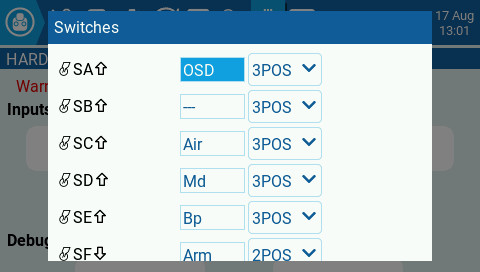 17 Aug
13:01
Switches
HARD
Warn
Inputs
Debug
SA OSD 3POS
SB --- 3POS
SC Air 3POS
SD Md 3POS
SE Bp 3POS
SF Arm 2POS